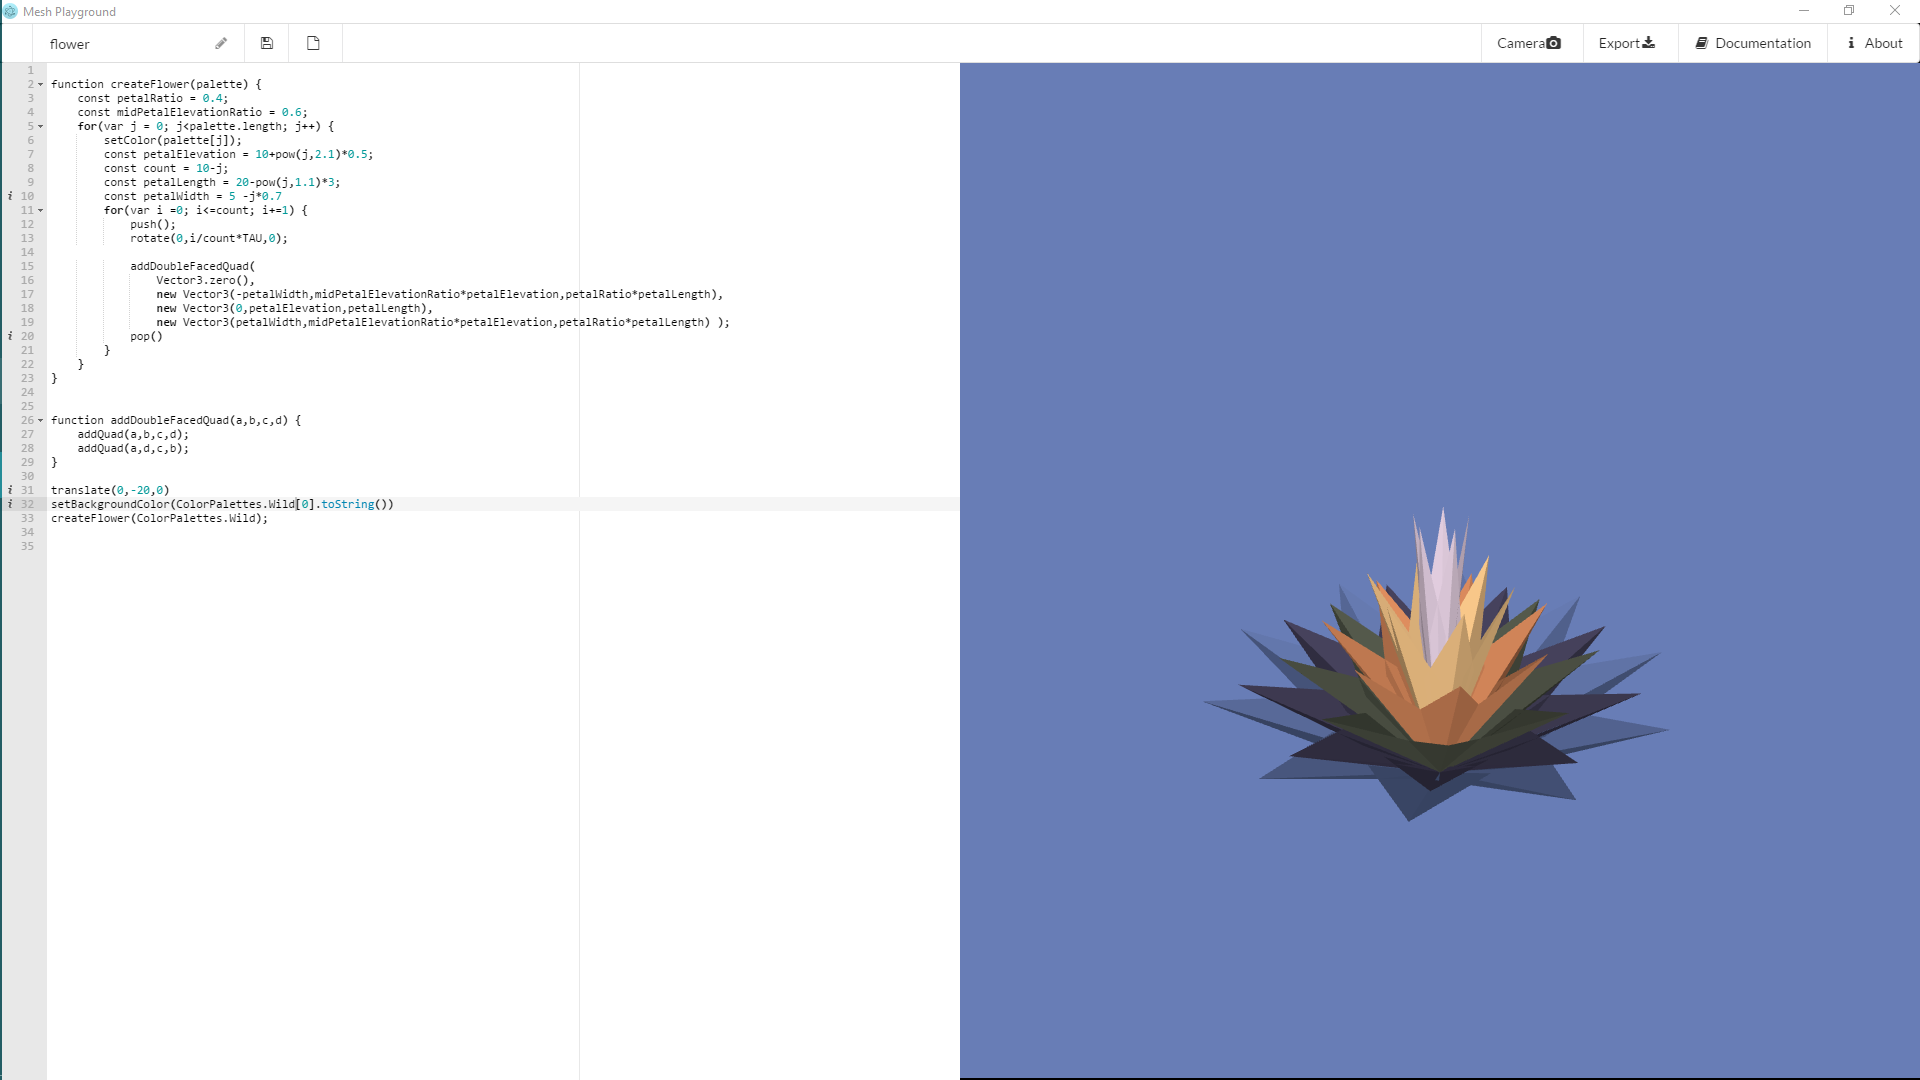 Mesh Playground
flower
Camera Export Documentation About
1
2 function createFlower(palette) {
3 const petalRatio = 0.4;
4 const midPetalElevationRatio = 0.6;
5 for(var j = 0; j<palette.length; j++) {
6 setColor(palette[j]);
7 const petalElevation = 10+pow(j,2.1)*0.5;
8 const count = 10-j;
9 const petalLength = 20-pow(j,1.1)*3;
i 10 const petalWidth = 5 -j*0.7
11 for(var i =0; i<=count; i+=1) {
12 push();
13 rotate(0,i/count*TAU,0);
14
15 addDoubleFacedQuad(
16 Vector3.zero(),
17 new Vector3(-petalWidth,midPetalElevationRatio*petalElevation,petalRatio*petalLength),
18 new Vector3(0,petalElevation,petalLength),
19 new Vector3(petalWidth,midPetalElevationRatio*petalElevation,petalRatio*petalLength) );
i 20 pop()
21 }
22 }
23 }
24
25
26 function addDoubleFacedQuad(a,b,c,d) {
27 addQuad(a,b,c,d);
28 addQuad(a,d,c,b);
29 }
30
i 31 translate(0,-20,0)
i 32 setBackgroundColor(ColorPalettes.Wild[0].toString())
33 createFlower(ColorPalettes.Wild);
34
35